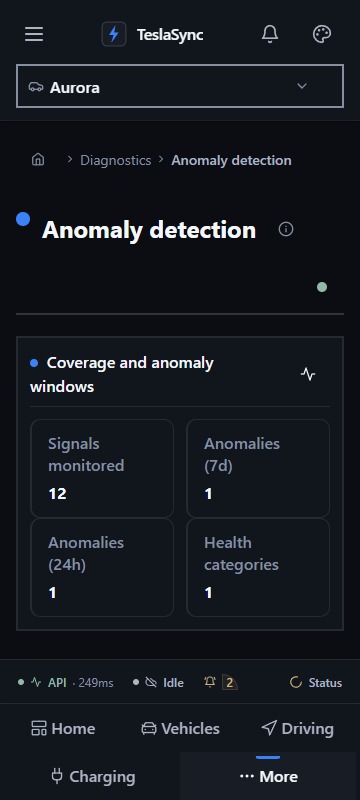 TeslaSync
Aurora
Diagnostics Anomaly detection
Anomaly detection
Coverage and anomaly
windows
Signals
monitored
12
Anomalies
(7d)
1
Anomalies
(24h)
1
Health
categories
1
API · 249ms Idle 2 Status
Home Vehicles Driving
Charging More